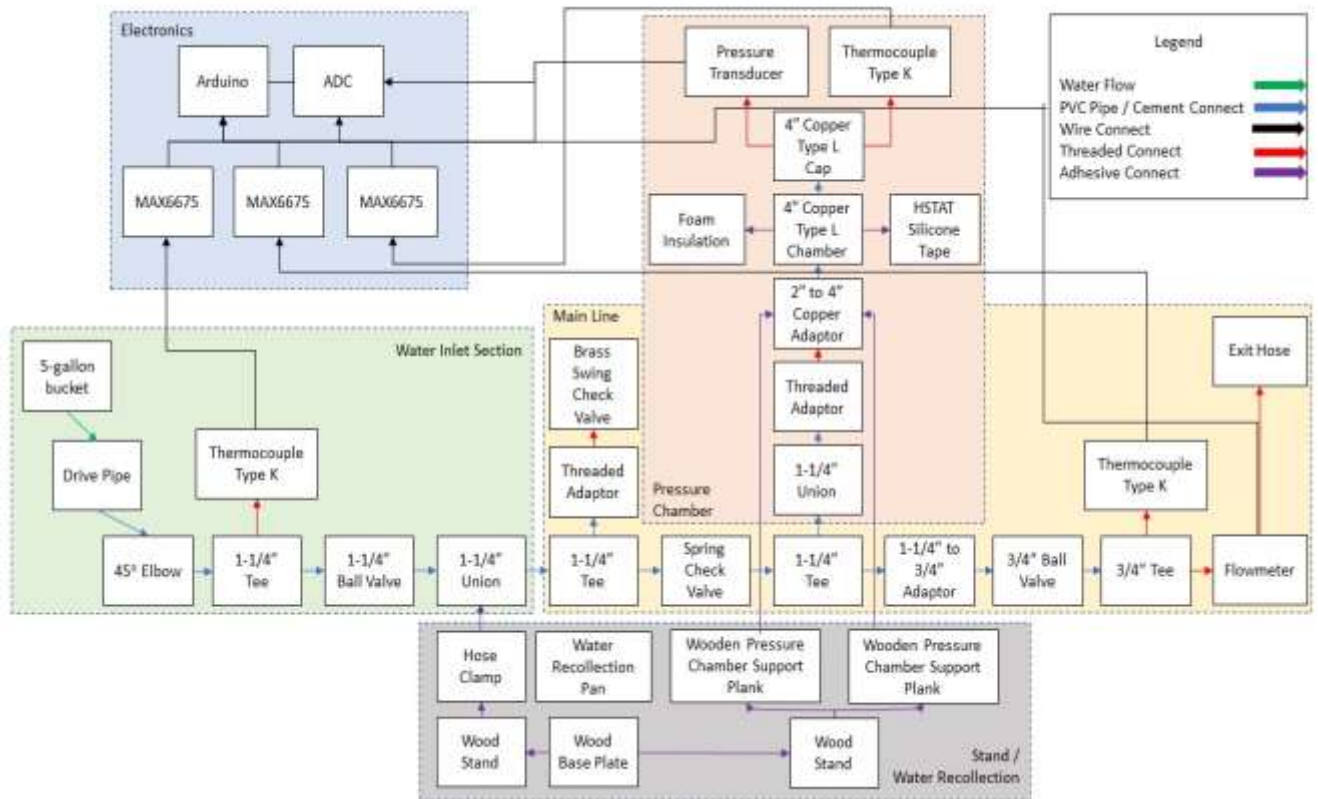 Electronics
Arduino
ADC
MAX6675
MAX6675
MAX6675
Pressure
Transducer
Thermocouple
Type K
4" Copper
Type L
Cap
Foam
Insulation
4" Copper
Type L
Chamber
HSTAT
Silicone
Tape
2" to 4"
Copper
Adaptor
Threaded
Adaptor
1-1/4"
Union
Pressure
Chamber
Legend
Water Flow
PVC Pipe / Cement Connect
Wire Connect
Threaded Connect
Adhesive Connect
Water Inlet Section
5-gallon
bucket
Drive Pipe
Thermocouple
Type K
45° Elbow
1-1/4"
Tee
1-1/4"
Ball Valve
1-1/4"
Union
Main Line
Brass
Swing
Check
Valve
Threaded
Adaptor
1-1/4"
Tee
Spring
Check
Valve
1-1/4"
Tee
1-1/4" to
3/4"
Adaptor
3/4" Ball
Valve
Thermocouple
Type K
3/4" Tee
Exit Hose
Flowmeter
Hose
Clamp
Water
Recollection
Pan
Wooden Pressure
Chamber Support
Plank
Wooden Pressure
Chamber Support
Plank
Wood
Stand
Wood
Base Plate
Wood
Stand
Stand /
Water Recollection